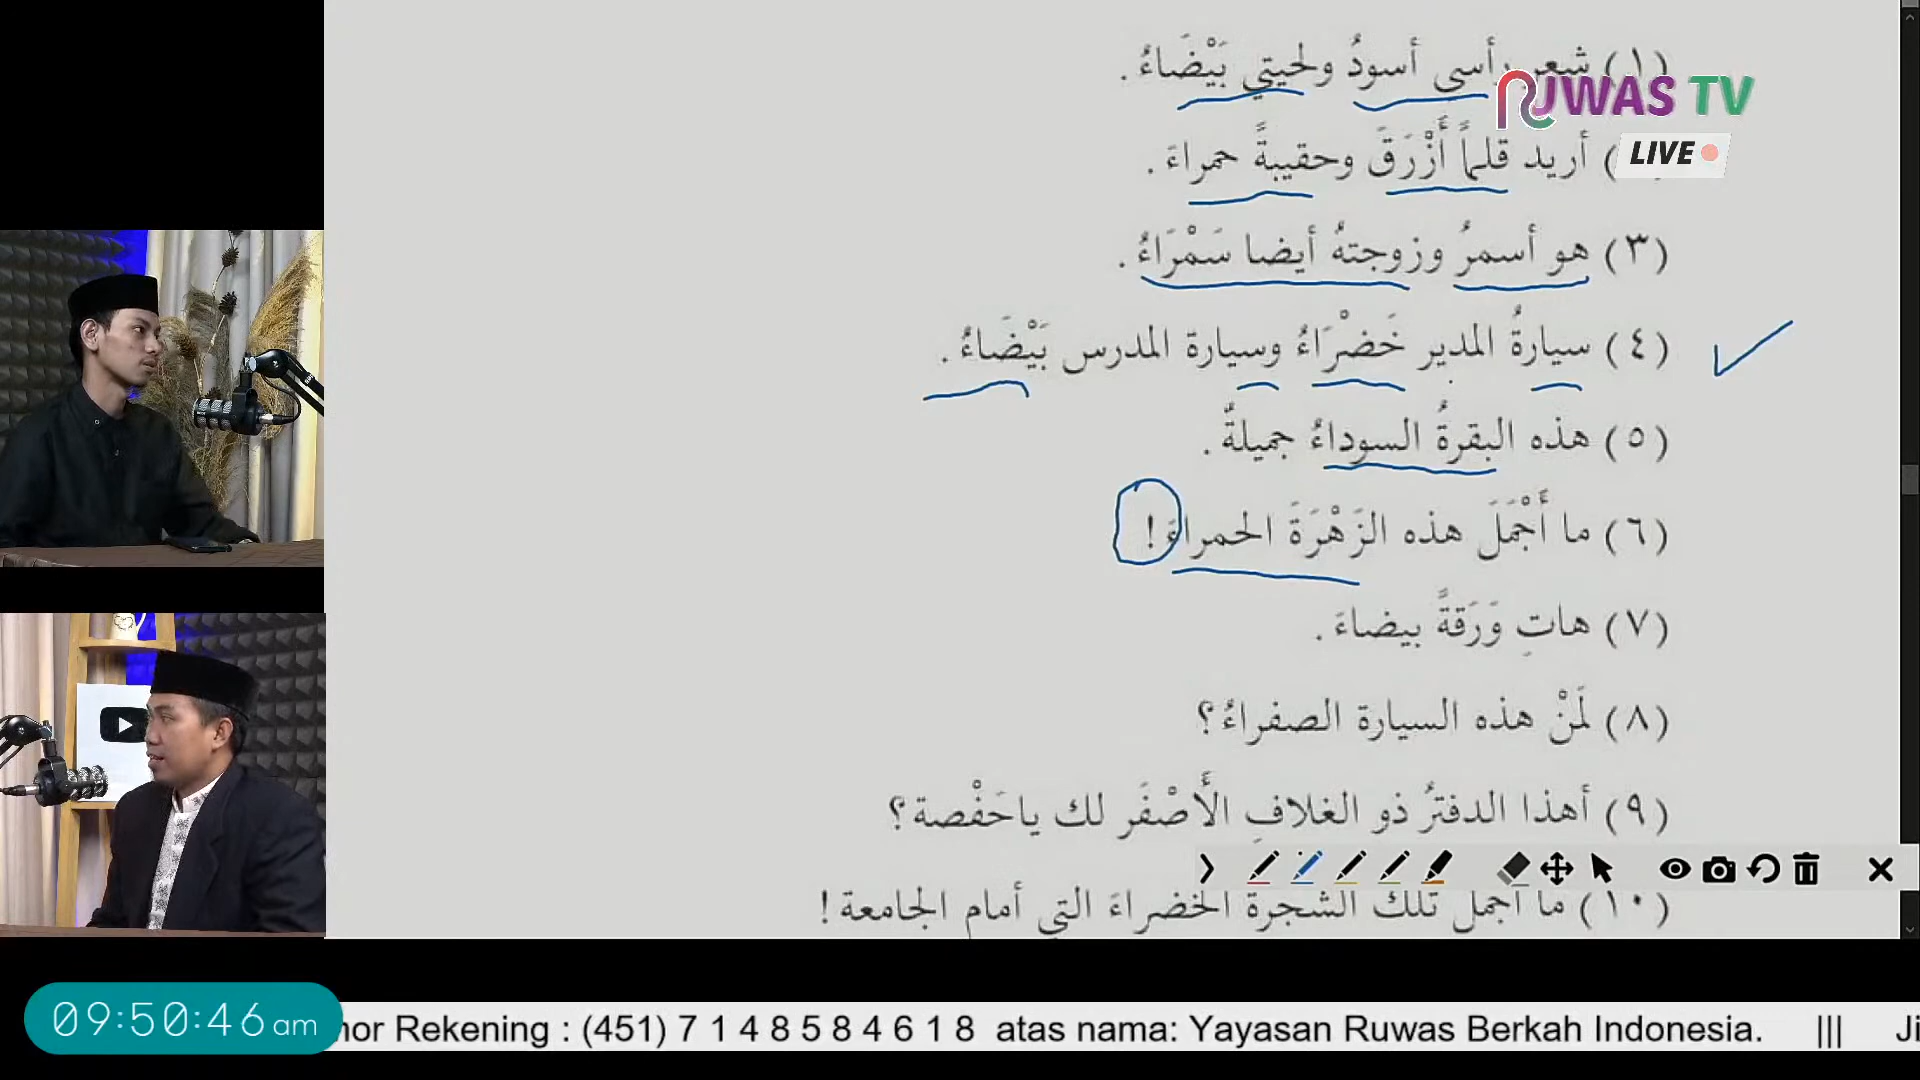 (١) شعر رأسى أسودُ ولحيتي بَيْضَاءُ.
) أريد قلماً أَزْرَقَ وحقيبةً حمراءَ.
(٣) هو أسمرُ وزوجتهُ أيضا سَمْرَاءُ.
(٤) سيارةُ المدير خَضْرَاءُ وسيارة المدرس بَيْضَاءُ.
(٥) هذه البقرةُ السوداءُ جميلةٌ.
(٦) ما أَجْمَلَ هذه الزَهْرَةَ الحمراءَ!
(٧) هاتِ وَرَقةً بيضاءَ.
(٨) لَمَنْ هذه السيارة الصفراءُ؟
(٩) أهذا الدفترُ ذو الغلافِ الأَصْفَر لك ياحَفْصة؟
(١٠) ما أجمل تلك الشجرة الخضراءَ التي أمام الجامعة!
RUWAS TV
LIVE
09:50:46 am
nor Rekening : (451) 7 1 4 8 5 8 4 6 1 8 atas nama: Yayasan Ruwas Berkah Indonesia. ||| Ji